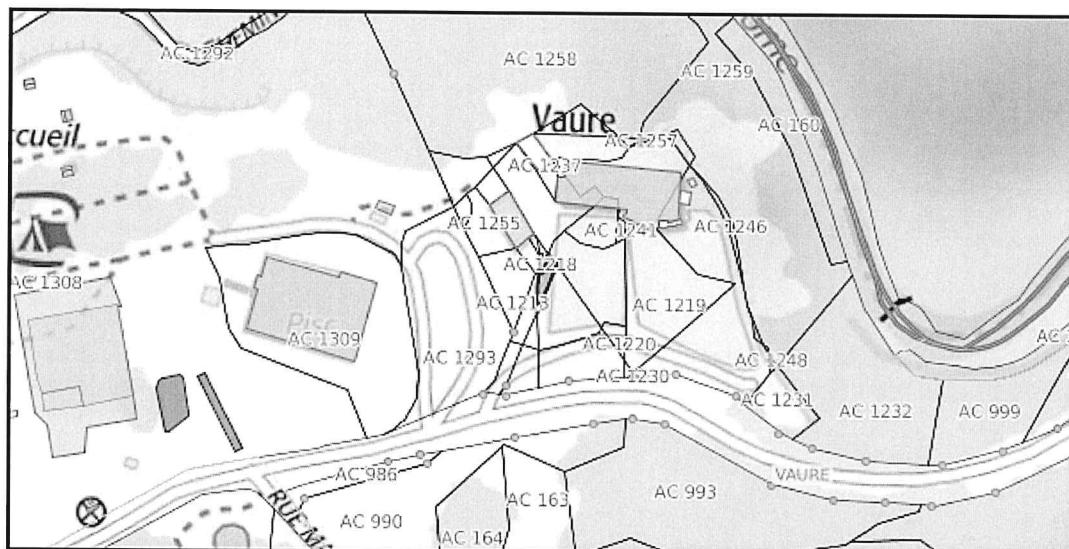 AC 1292
AC 1258
AC 1259
Vaure
AC 160
AC 1257
ccueil
AC 1237
AC 1255
AC 1241
AC 1246
AC 1218
AC 1308
AC 1213
AC 1219
AC 1309
AC 1293
AC 1220
AC 1248
AC 1230
AC 1231
AC 1232
AC 999
AC 986
VAURE
AC 163
AC 993
AC 990
AC 164